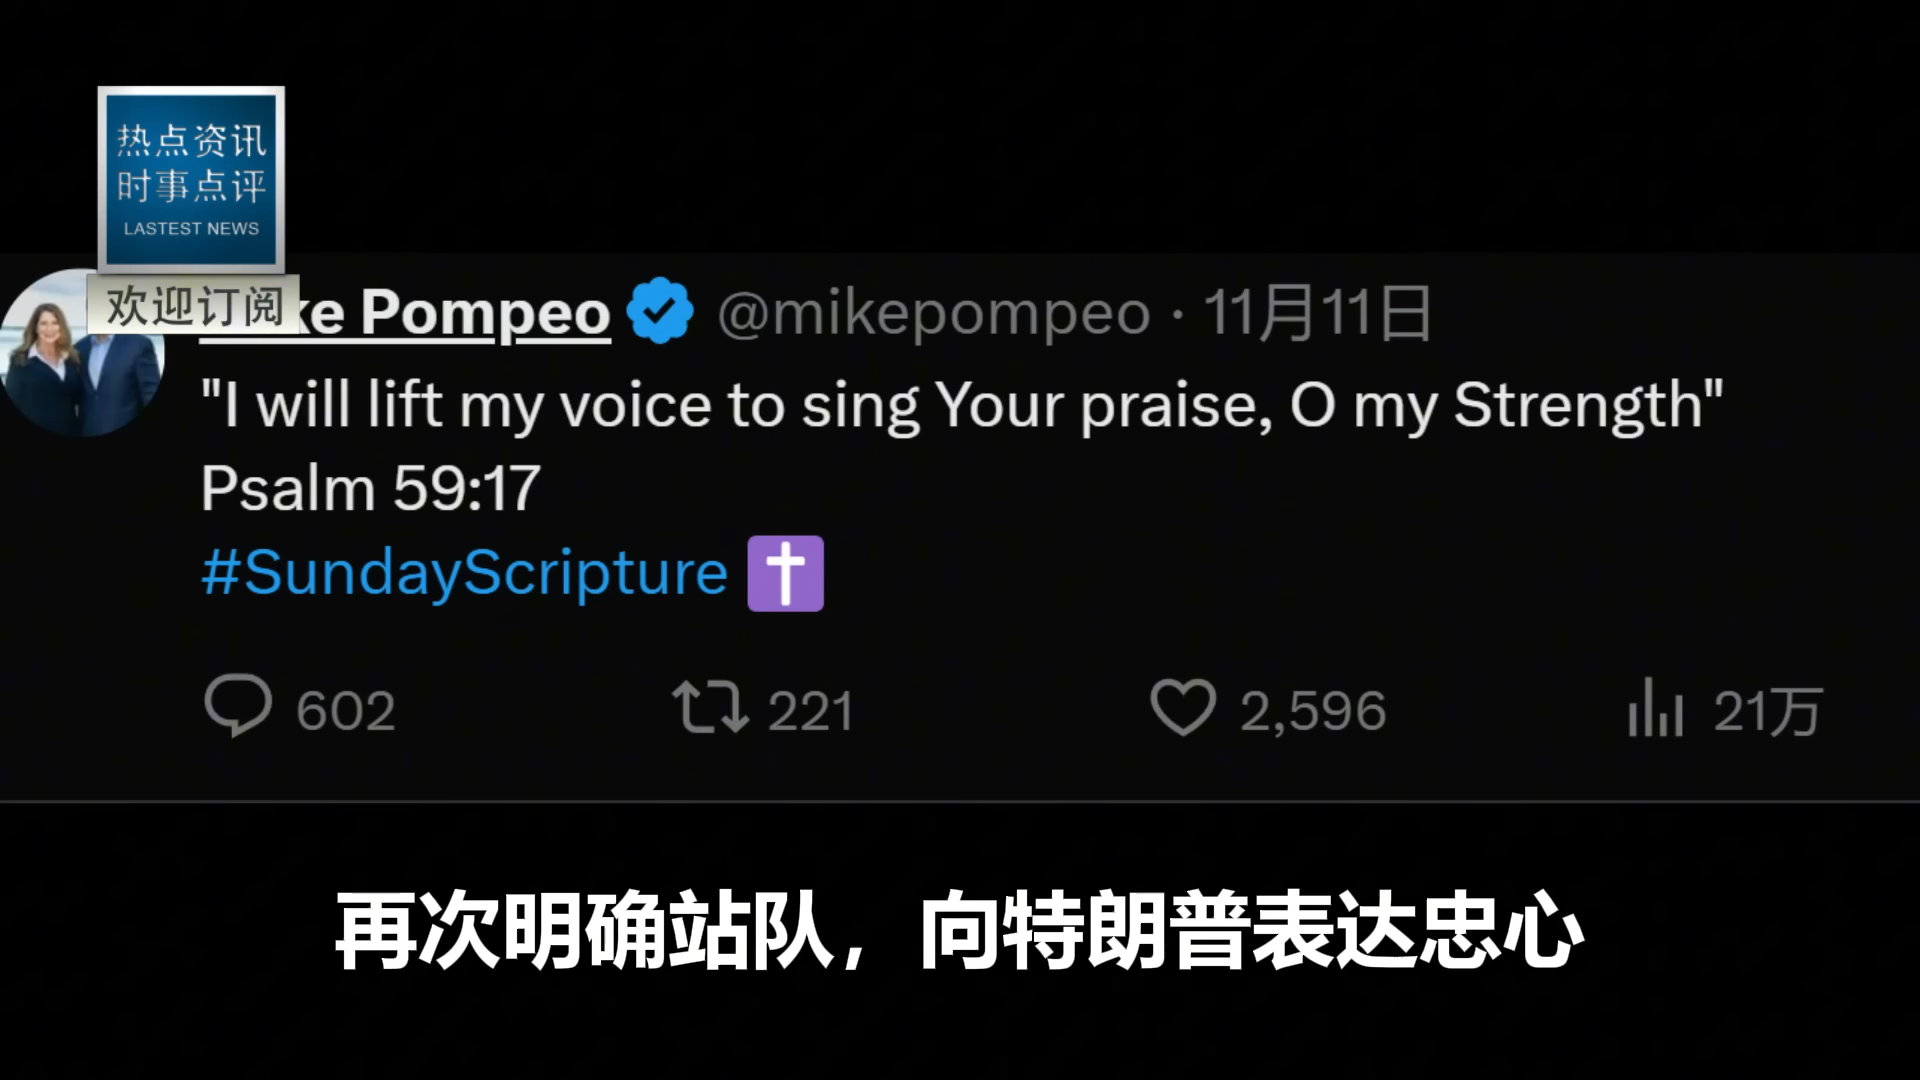 热点资讯
时事点评
LASTEST NEWS
欢迎订阅
ke Pompeo @mikepompeo · 11月11日
"I will lift my voice to sing Your praise, O my Strength"
Psalm 59:17
#SundayScripture
602 221 2,596 21万
再次明确站队，向特朗普表达忠心